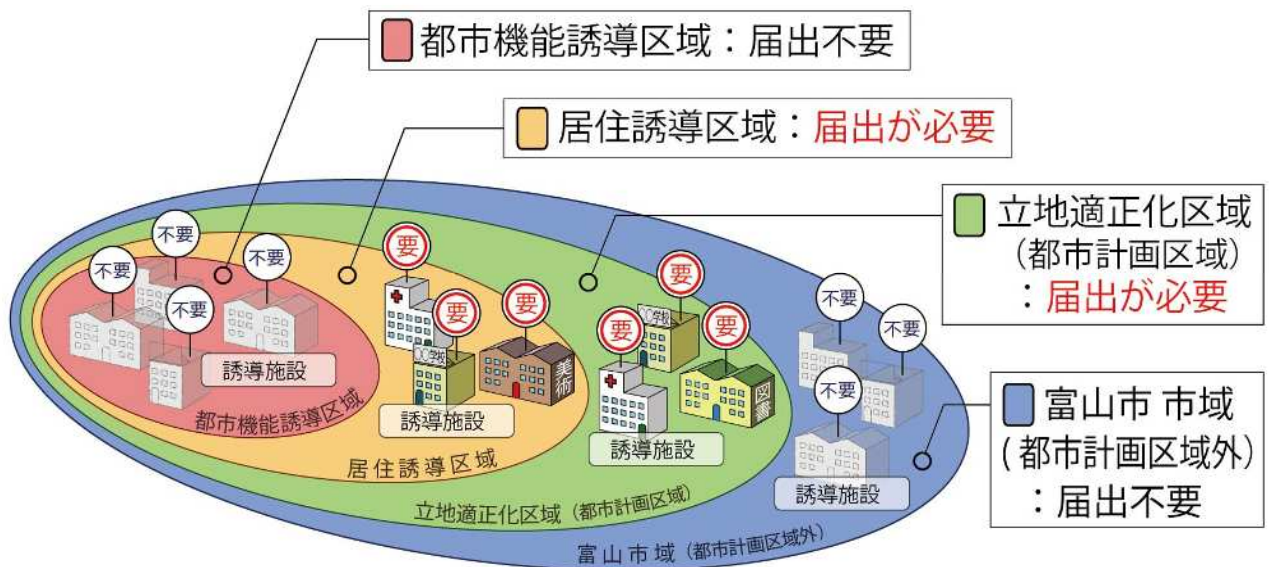 都市機能誘導区域：届出不要
居住誘導区域：届出が必要
立地適正化区域
（都市計画区域）
：届出が必要
富山市 市域
(都市計画区域外)
：届出不要
不要
不要
不要
不要
誘導施設
都市機能誘導区域
要
要
要
〇〇学校
美術
誘導施設
居住誘導区域
要
要
要
〇〇学校
図書
誘導施設
立地適正化区域（都市計画区域）
不要
不要
不要
誘導施設
富山市域（都市計画区域外）